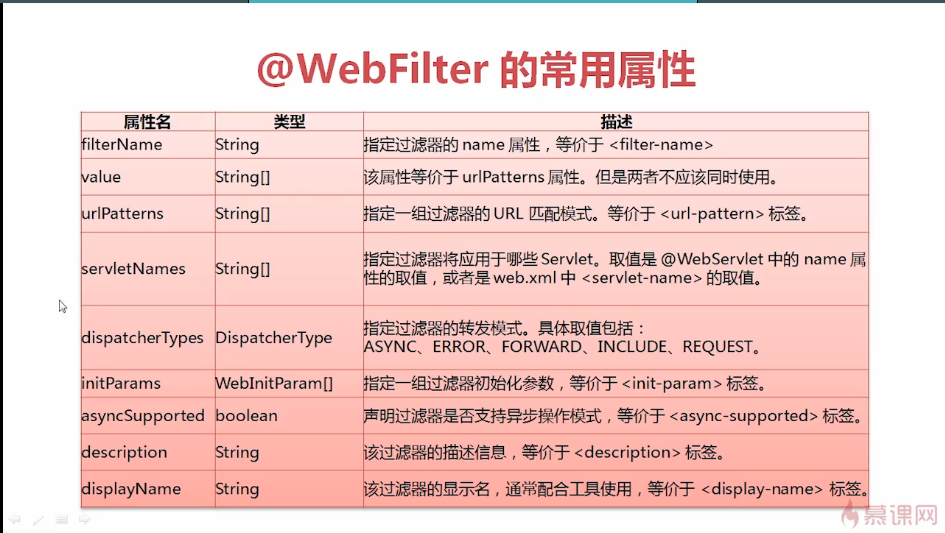 @WebFilter 的常用属性
属性名 类型 描述
filterName String 指定过滤器的 name 属性，等价于 <filter-name>
value String[] 该属性等价于 urlPatterns 属性。但是两者不应该同时使用。
urlPatterns String[] 指定一组过滤器的 URL 匹配模式。等价于 <url-pattern> 标签。
servletNames String[] 指定过滤器将应用于哪些 Servlet。取值是 @WebServlet 中的 name 属
性的取值，或者是 web.xml 中 <servlet-name> 的取值。
dispatcherTypes DispatcherType 指定过滤器的转发模式。具体取值包括：
ASYNC、ERROR、FORWARD、INCLUDE、REQUEST。
initParams WebInitParam[] 指定一组过滤器初始化参数，等价于 <init-param> 标签。
asyncSupported boolean 声明过滤器是否支持异步操作模式，等价于 <async-supported> 标签。
description String 该过滤器的描述信息，等价于 <description> 标签。
displayName String 该过滤器的显示名，通常配合工具使用，等价于 <display-name> 标签。
慕课网